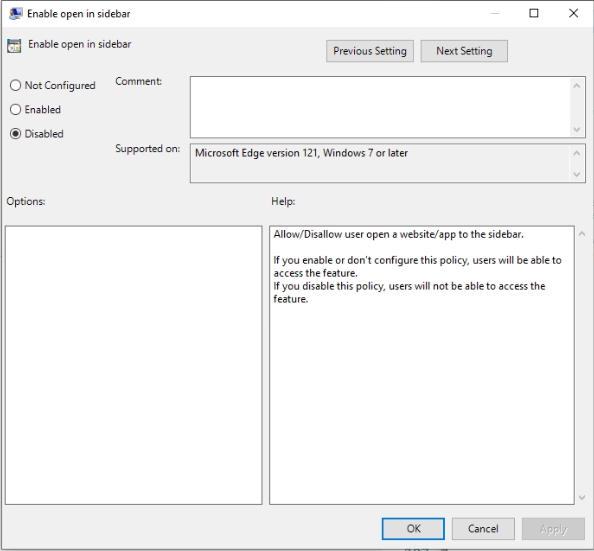 Enable open in sidebar
Enable open in sidebar
Previous Setting
Next Setting
Not Configured
Comment:
Enabled
Disabled
Supported on:
Microsoft Edge version 121, Windows 7 or later
Options:
Help:
Allow/Disallow user open a website/app to the sidebar.
If you enable or don't configure this policy, users will be able to
access the feature.
If you disable this policy, users will not be able to access the
feature.
OK
Cancel
Apply